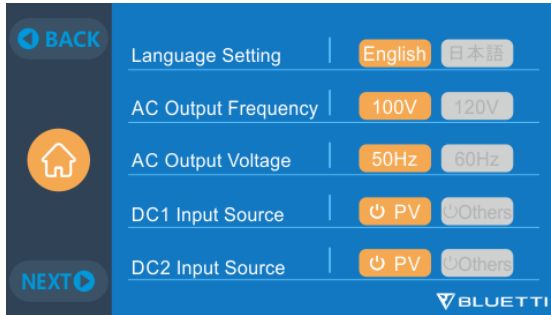 BACK
Language Setting English 日本語
AC Output Frequency 100V 120V
AC Output Voltage 50Hz 60Hz
DC1 Input Source PV Others
DC2 Input Source PV Others
NEXT
BLUETTI